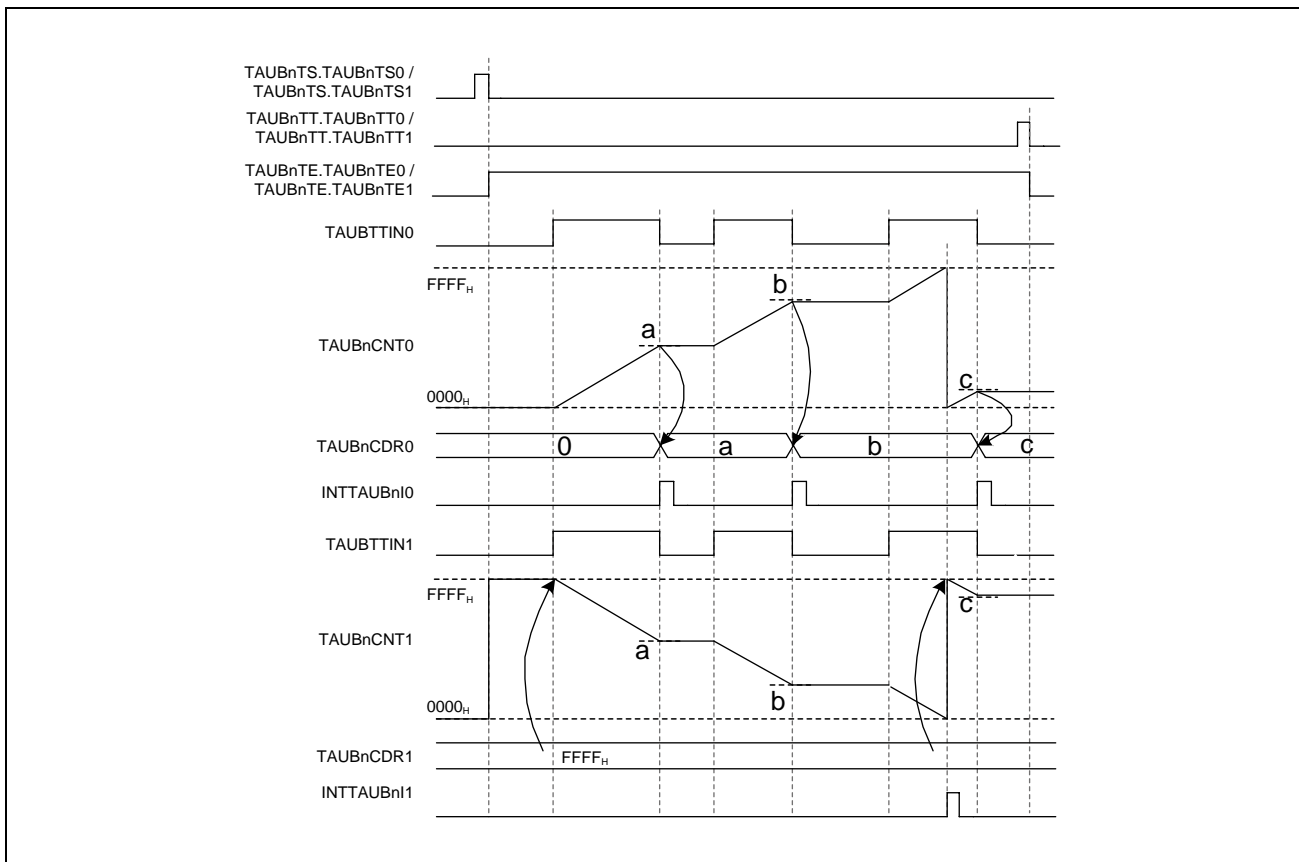 TAUBnTS.TAUBnTS0 /
TAUBnTS.TAUBnTS1
TAUBnTT.TAUBnTT0 /
TAUBnTT.TAUBnTT1
TAUBnTE.TAUBnTE0 /
TAUBnTE.TAUBnTE1
TAUBTTIN0
FFFFH
b
a
TAUBnCNT0
c
0000H
TAUBnCDR0
0 a b c
INTTAUBnI0
TAUBTTIN1
FFFFH
c
TAUBnCNT1
a
b
0000H
TAUBnCDR1 FFFFH
INTTAUBnI1